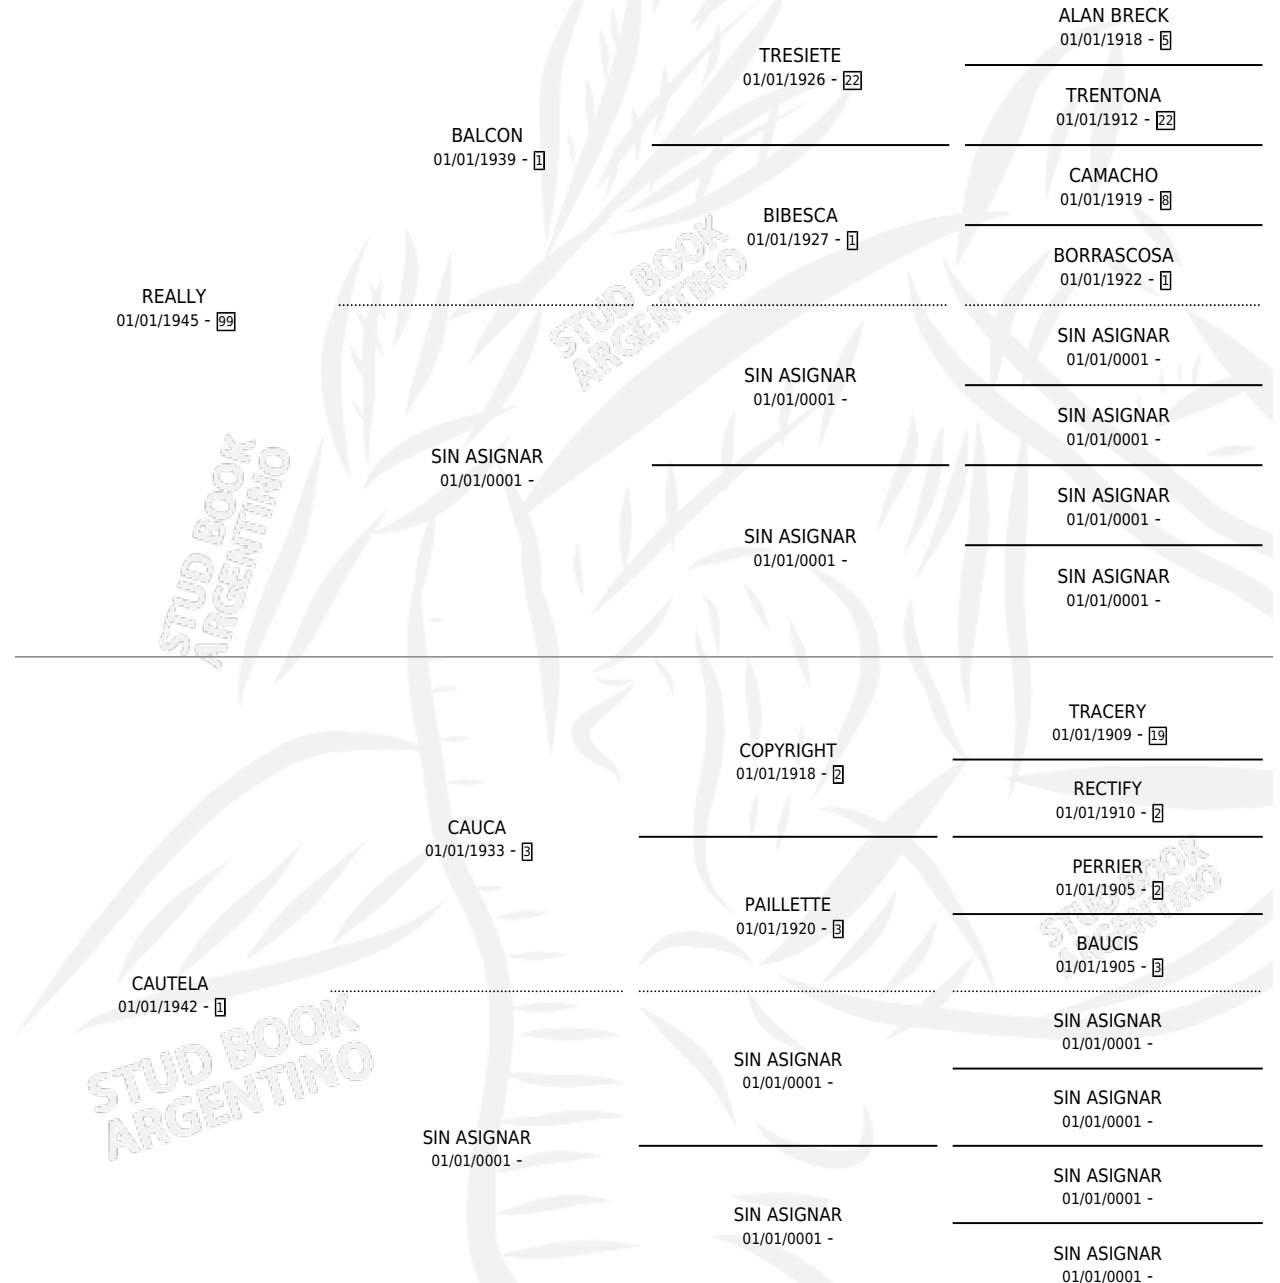 ALAN BRECK
01/01/1918 - 5
TRESIETE
01/01/1926 - 22
TRENTONA
01/01/1912 - 22
BALCON
01/01/1939 - 1
CAMACHO
01/01/1919 - 8
BIBESCA
01/01/1927 - 1
BORRASCOSA
01/01/1922 - 1
REALLY
01/01/1945 - 99
SIN ASIGNAR
01/01/0001 -
SIN ASIGNAR
01/01/0001 -
SIN ASIGNAR
01/01/0001 -
SIN ASIGNAR
01/01/0001 -
SIN ASIGNAR
01/01/0001 -
SIN ASIGNAR
01/01/0001 -
SIN ASIGNAR
01/01/0001 -
STUD BOOK
ARGENTINO
STUD BOOK
ARGENTINO
TRACERY
01/01/1909 - 19
COPYRIGHT
01/01/1918 - 2
RECTIFY
01/01/1910 - 2
CAUCA
01/01/1933 - 3
PERRIER
01/01/1905 - 2
PAILLETTE
01/01/1920 - 3
BAUCIS
01/01/1905 - 3
CAUTELA
01/01/1942 - 1
SIN ASIGNAR
01/01/0001 -
SIN ASIGNAR
01/01/0001 -
SIN ASIGNAR
01/01/0001 -
SIN ASIGNAR
01/01/0001 -
SIN ASIGNAR
01/01/0001 -
SIN ASIGNAR
01/01/0001 -
SIN ASIGNAR
01/01/0001 -
STUD BOOK
ARGENTINO
STUD BOOK
ARGENTINO